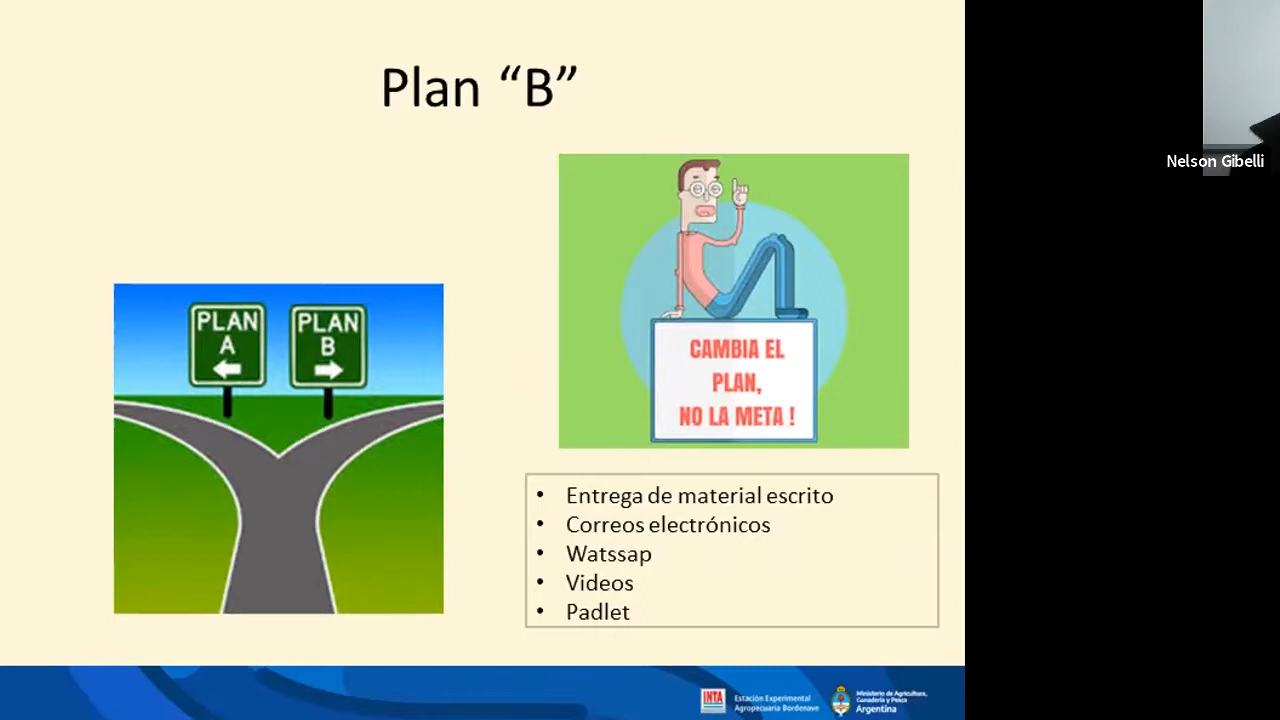 Plan “B”
Nelson Gibelli
PLAN
A
PLAN
B
CAMBIA EL
PLAN,
NO LA META !
• Entrega de material escrito
• Correos electrónicos
• Watssap
• Videos
• Padlet
INTA
Estación Experimental
Agropecuaria Bordenave
Ministerio de Agricultura,
Ganadería y Pesca
Argentina